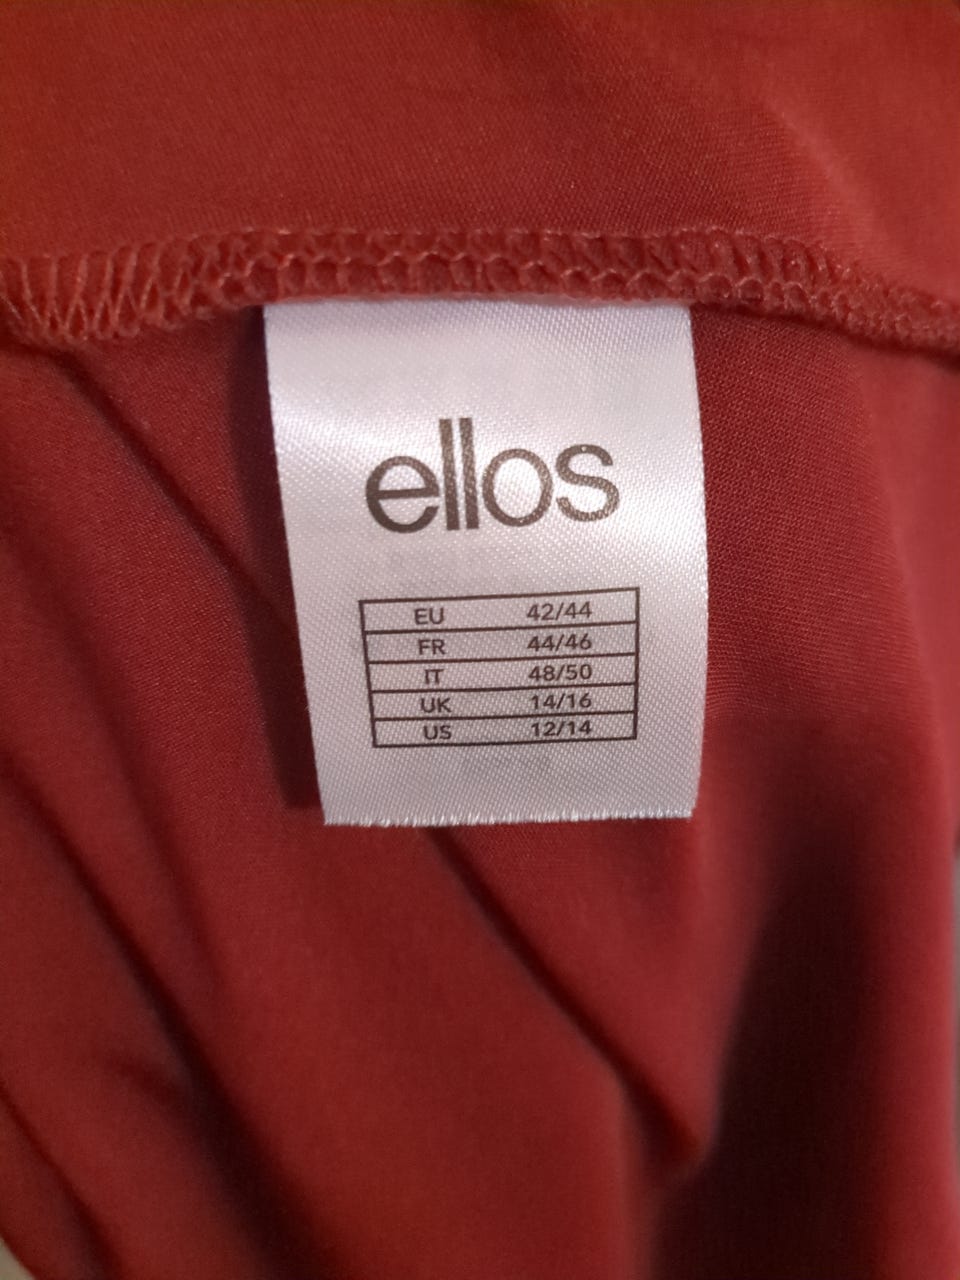 ellos
EU 42/44
FR 44/46
IT 48/50
UK 14/16
US 12/14